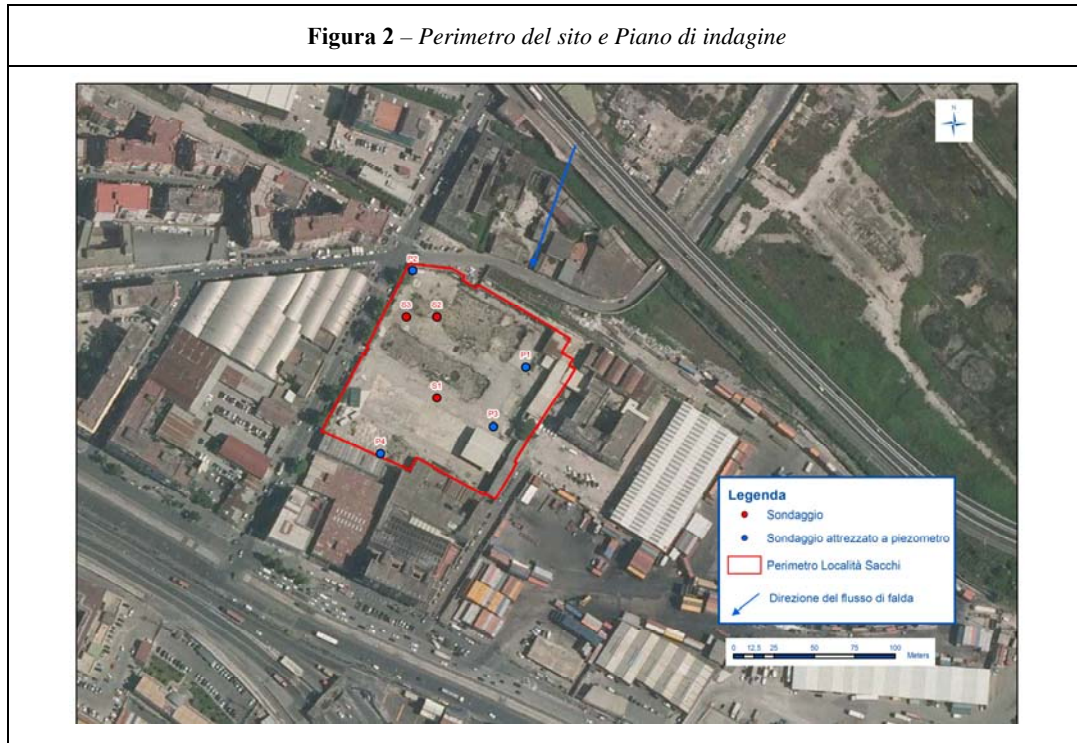 Figura 2 – Perimetro del sito e Piano di indagine
N
P2
S3 S2
P1
S1
P3
P4
Legenda
Sondaggio
Sondaggio attrezzato a piezometro
Perimetro Località Sacchi
Direzione del flusso di falda
0 12,5 25 50 75 100
Meters